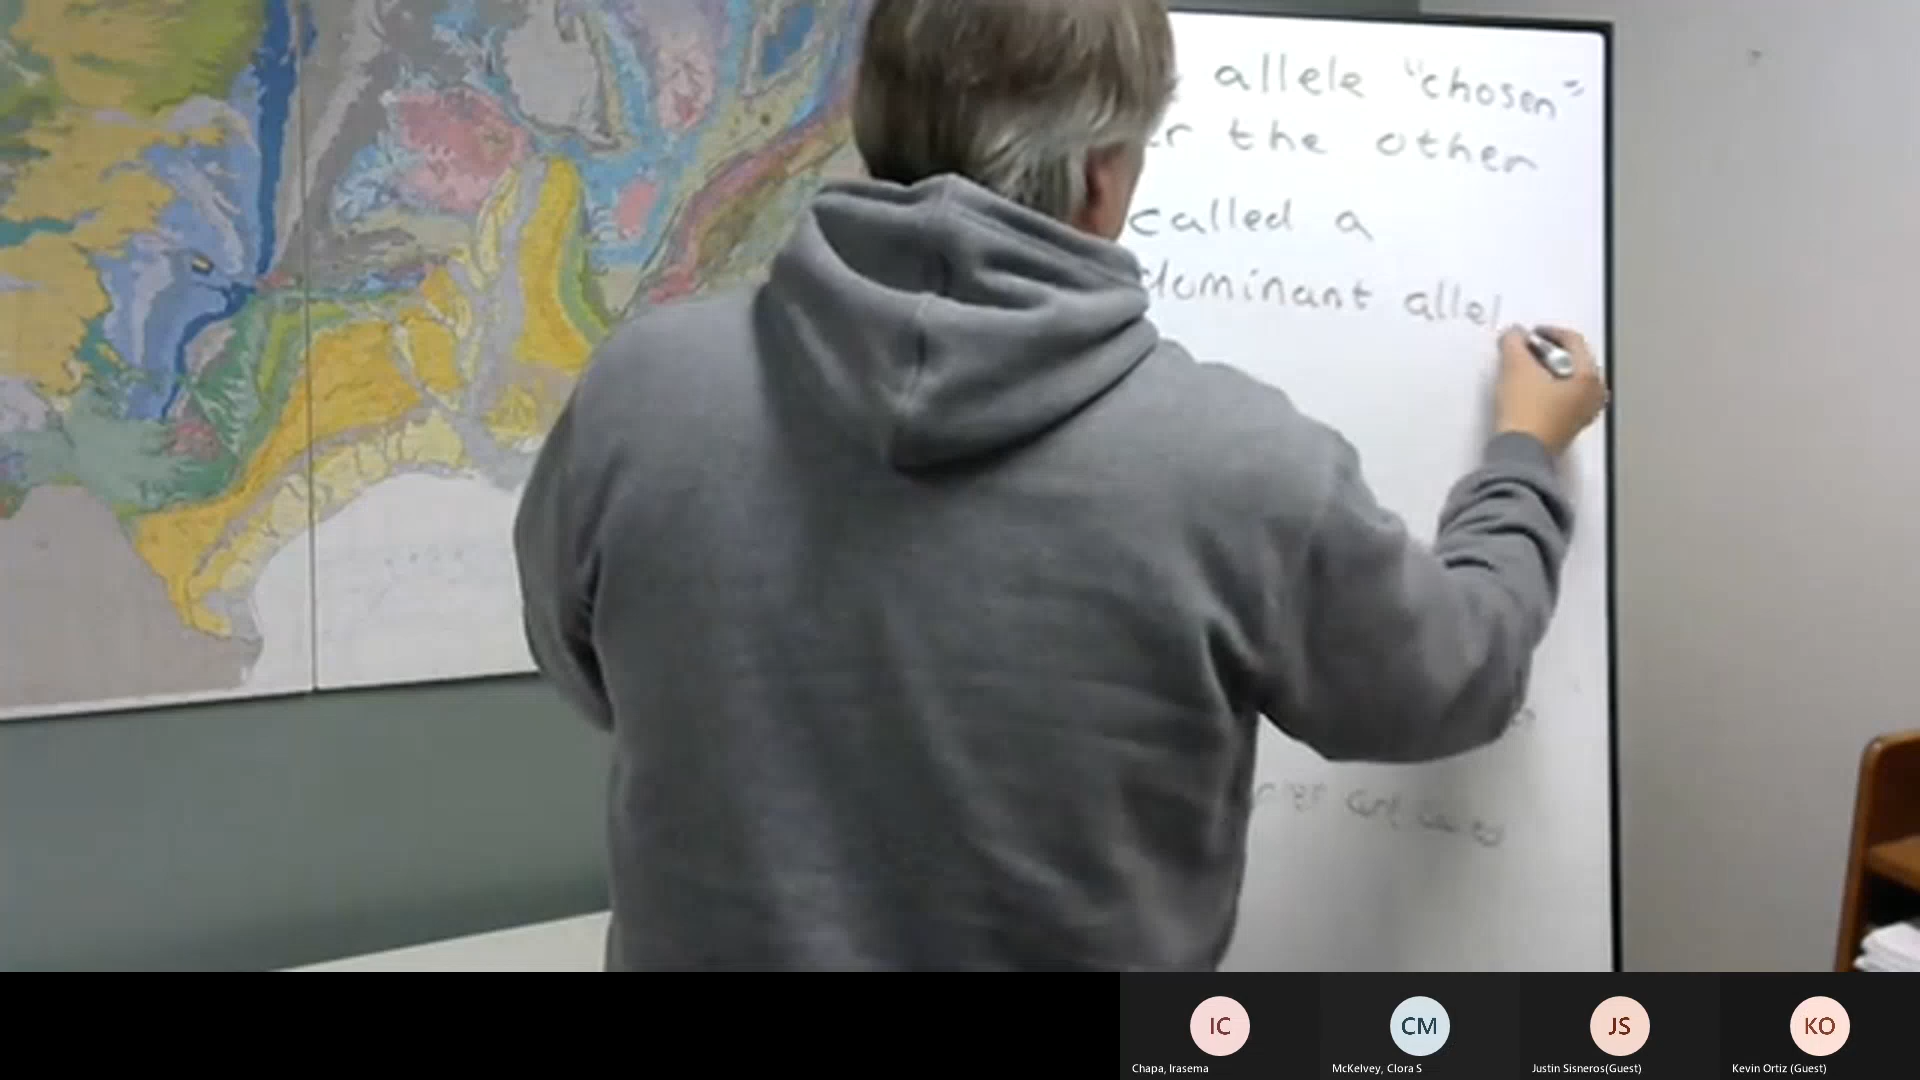 allele "chosen"
the other
called a
dominant allel
IC
CM
JS
KO
Chapa, Irasema
McKelvey, Clora S
Justin Sisneros(Guest)
Kevin Ortiz (Guest)